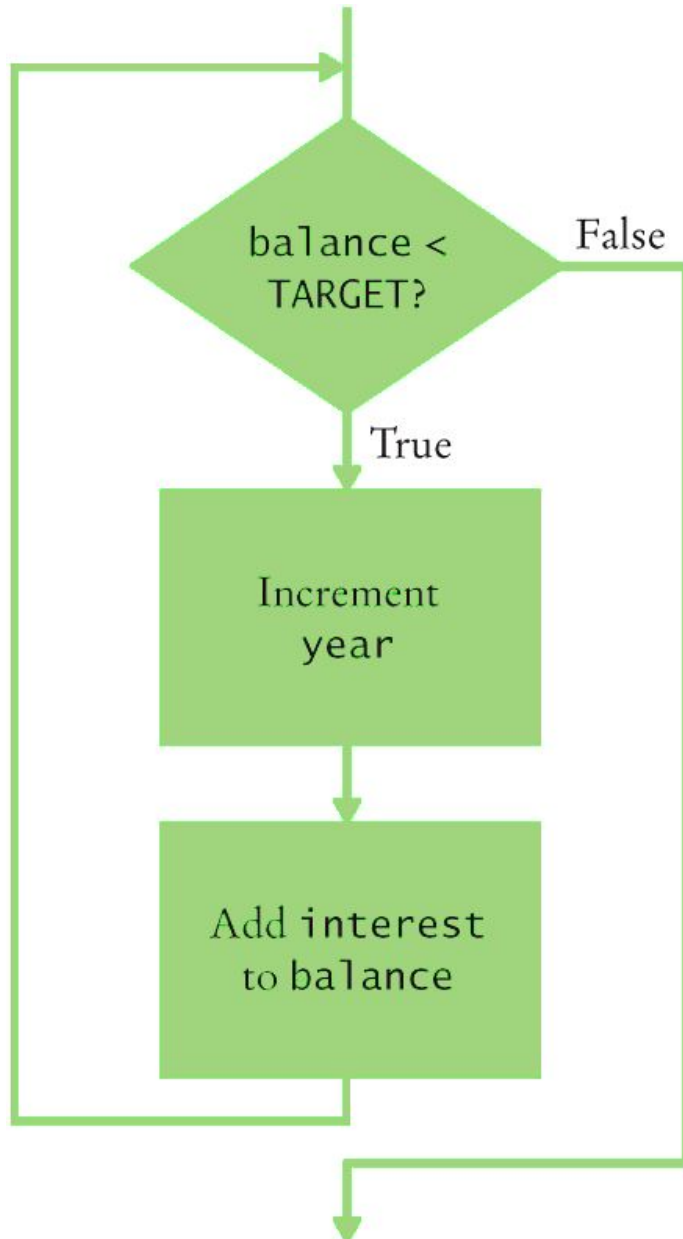 balance <
TARGET?
False
True
Increment
year
Add interest
to balance